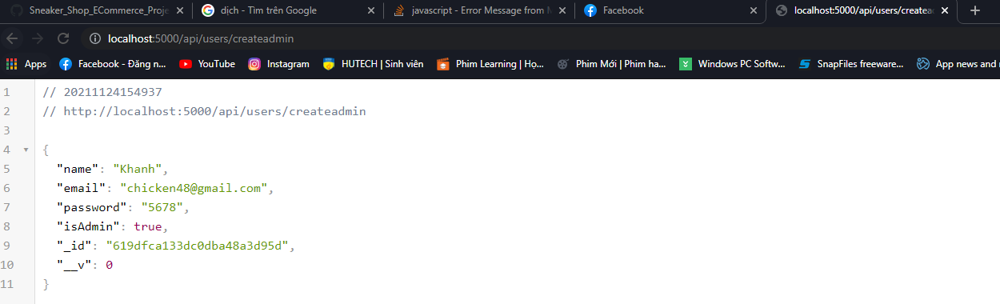 Sneaker_Shop_ECommerce_Proje
dịch - Tìm trên Google
javascript - Error Message from M
Facebook
localhost:5000/api/users/createad
localhost:5000/api/users/createadmin
Apps
Facebook - Đăng n...
YouTube
Instagram
HUTECH | Sinh viên
Phim Learning | Họ...
Phim Mới | Phim ha...
Windows PC Softw...
SnapFiles freeware...
App news and r
1 // 20211124154937
2 // http://localhost:5000/api/users/createadmin
3
4 {
5 "name": "Khanh",
6 "email": "chicken48@gmail.com",
7 "password": "5678",
8 "isAdmin": true,
9 "_id": "619dfca133dc0dba48a3d95d",
10 "__v": 0
11 }